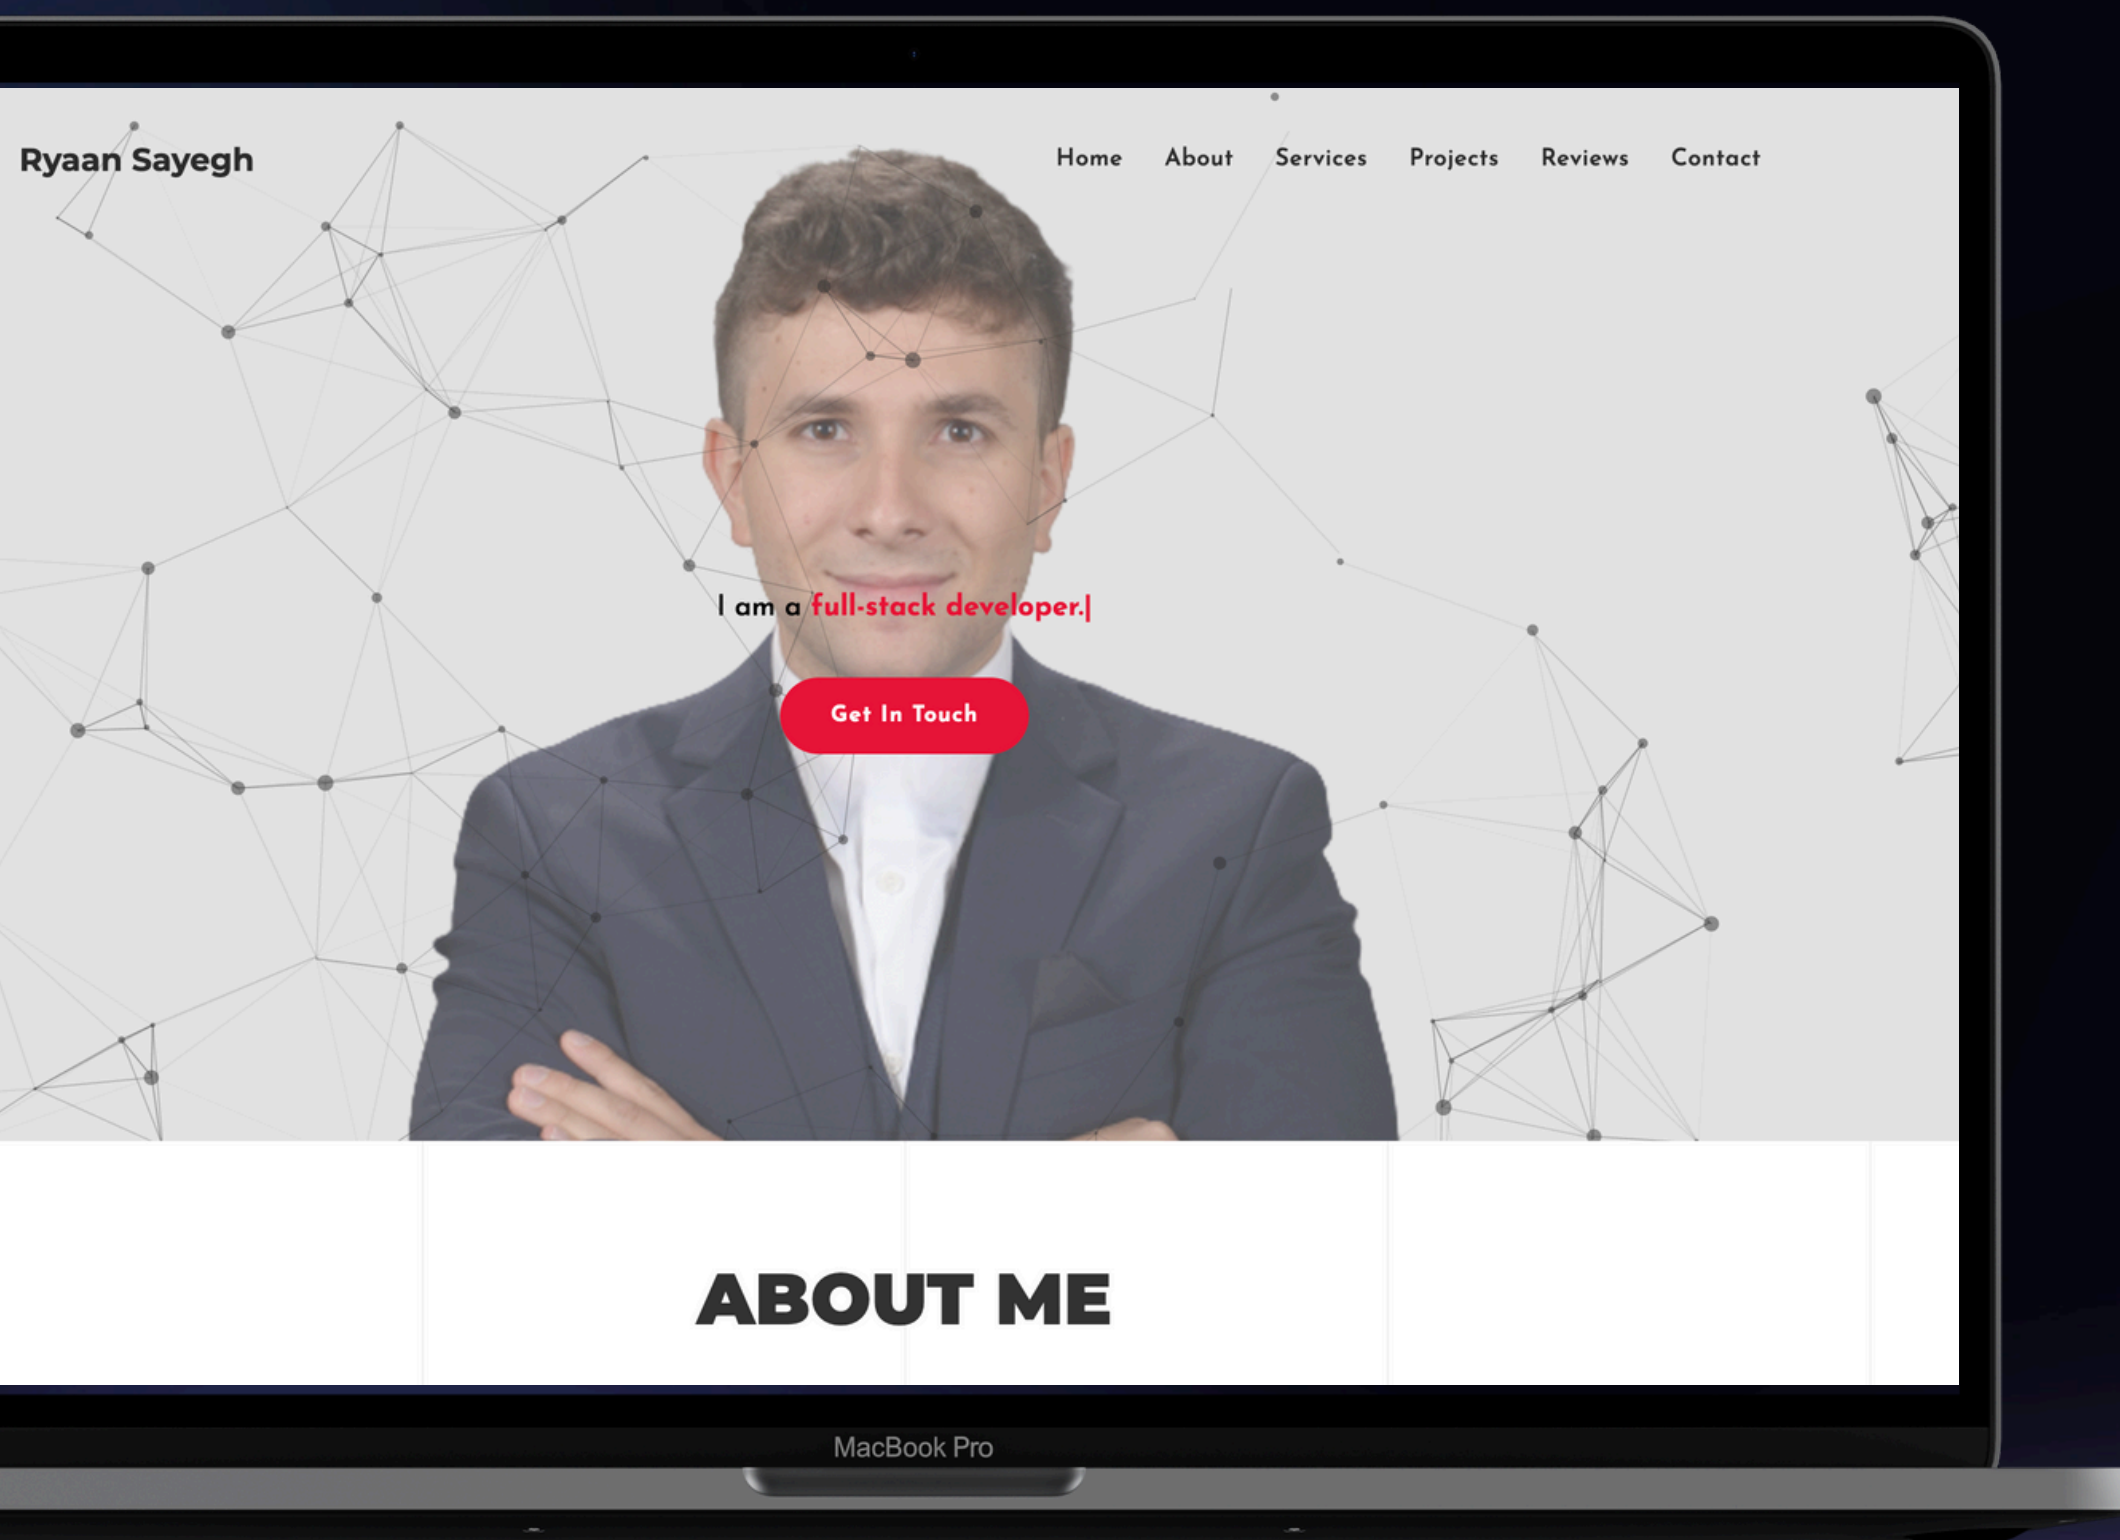 Ryaan Sayegh
Home About Services Projects Reviews Contact
I am a full-stack developer.|
Get In Touch
ABOUT ME
MacBook Pro